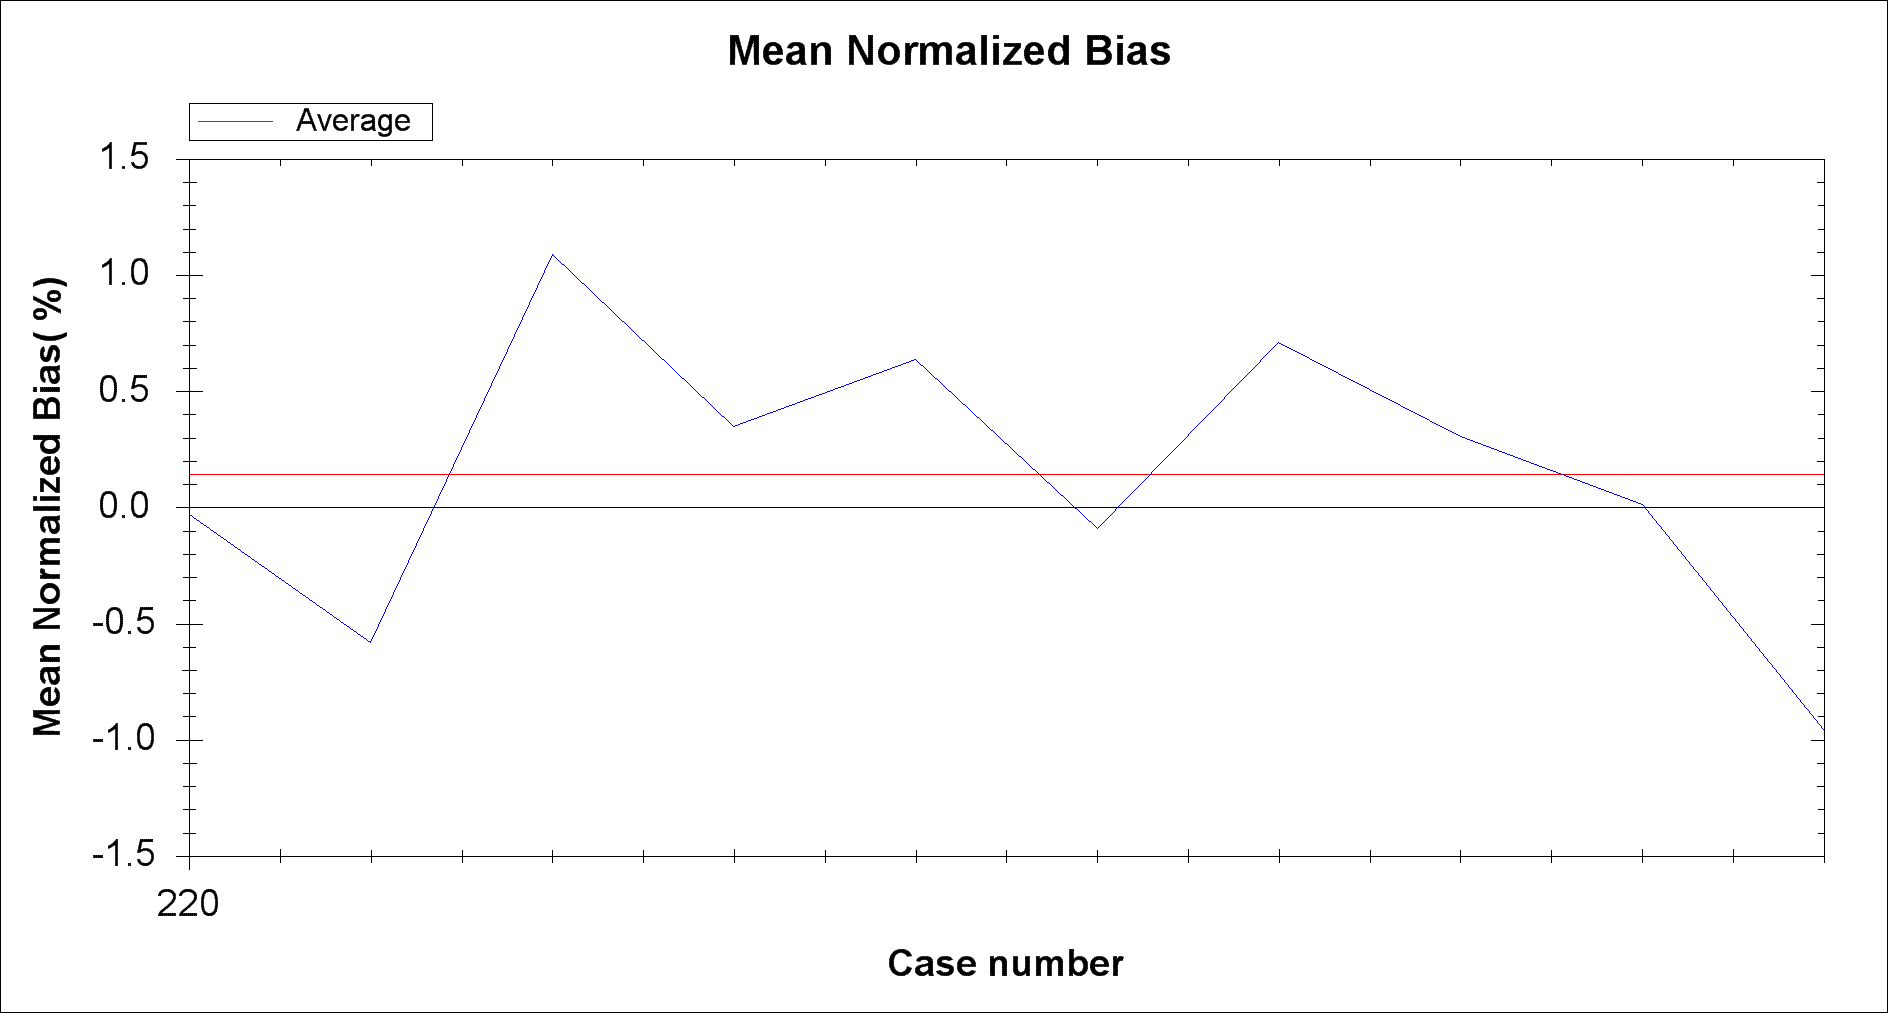 Mean Normalized Bias
Average
1.5
1.0
0.5
0.0
-0.5
-1.0
-1.5
Mean Normalized Bias( %)
220
Case number